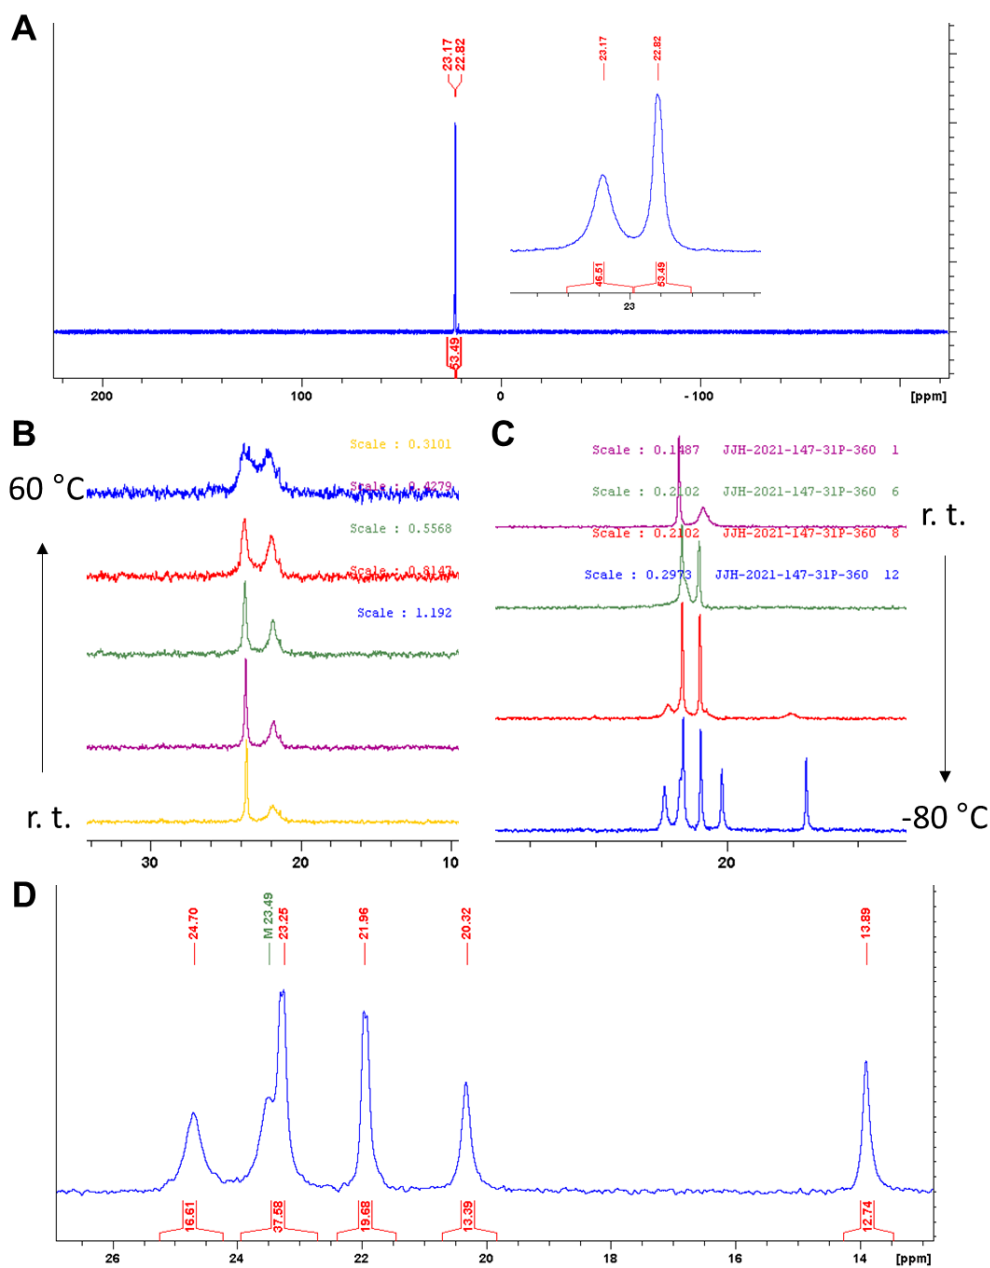 A
23.17
22.82
23.17
22.82
46.51
53.49
23
53.49
200
100
0
-100
[ppm]
B
Scale : 0.3101
Scale : 0.4279
Scale : 0.5568
Scale : 0.8147
Scale : 1.192
60 °C
r. t.
30
20
10
C
Scale : 0.1487 JJH-2021-147-31P-360 1
Scale : 0.2102 JJH-2021-147-31P-360 6
Scale : 0.2102 JJH-2021-147-31P-360 8
Scale : 0.2973 JJH-2021-147-31P-360 12
r. t.
-80 °C
20
D
24.70
M 23.49
23.25
21.96
20.32
13.89
16.61
37.58
19.68
13.39
12.74
26
24
22
20
18
16
14
[ppm]